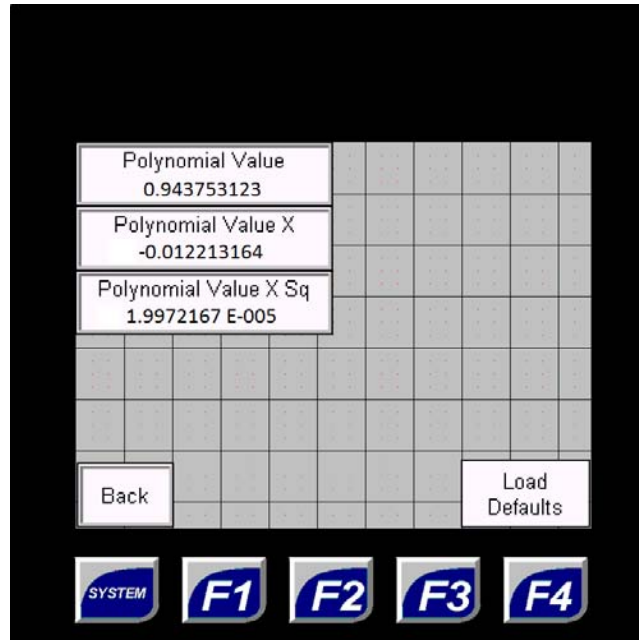 Polynomial Value
0.943753123
Polynomial Value X
-0.012213164
Polynomial Value X Sq
1.9972167 E-005
Back
Load
Defaults
SYSTEM
F1
F2
F3
F4